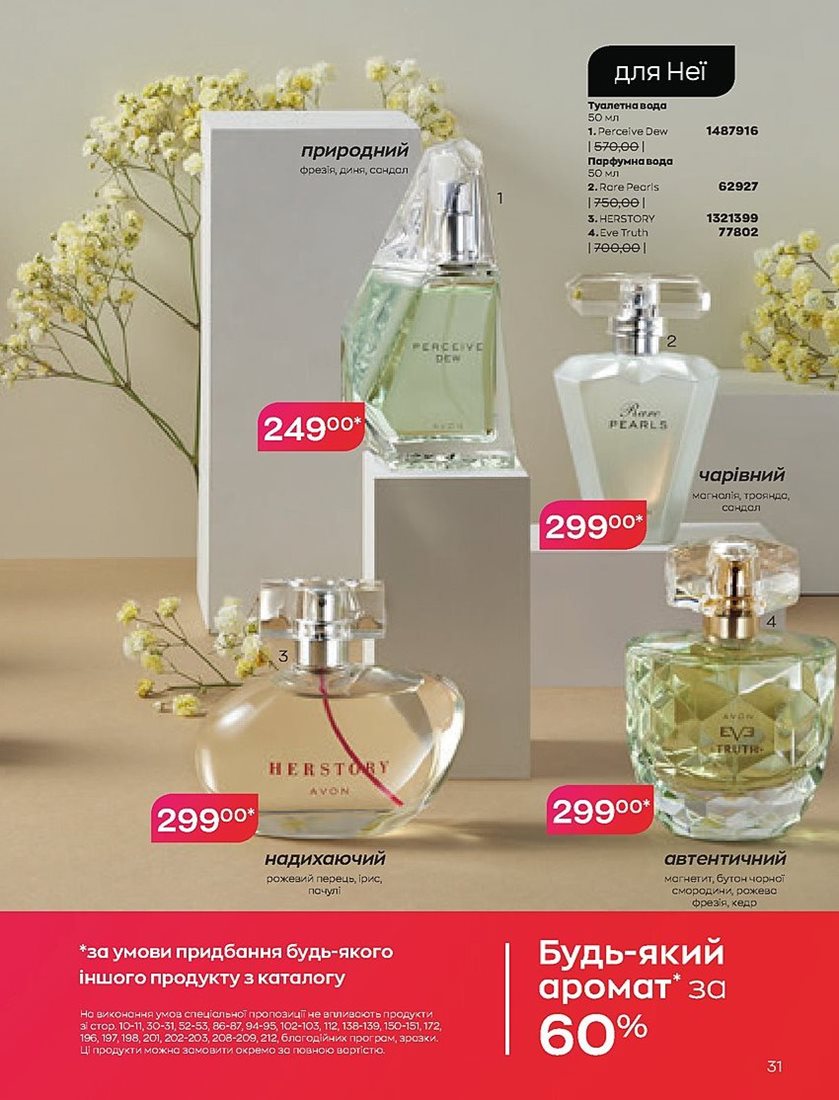 для Неї
Туалетна вода
50 мл
1. Perceive Dew 1487916
| 570,00 |
Парфумна вода
50 мл
2. Rare Pearls 62927
| 750,00 |
3. HERSTORY 1321399
4. Eve Truth 77802
| 700,00 |
природний
фрезія, диня, сандал
1
PERCEIVE
DEW
AVON
249⁰⁰*
2
Rare
PEARLS
чарівний
магнолія, троянда,
сандал
299⁰⁰*
3
HERSTORY
AVON
299⁰⁰*
надихаючий
рожевий перець, ірис,
пачулі
4
AVON
EVE
·TRUTH·
299⁰⁰*
автентичний
магнетит, бутон чорної
смородини, рожева
фрезія, кедр
*за умови придбання будь-якого
іншого продукту з каталогу
На виконання умов спеціальної пропозиції не впливають продукти
зі стор. 10-11, 30-31, 52-53, 86-87, 94-95, 102-103, 112, 138-139, 150-151, 172,
196, 197, 198, 201, 202-203, 208-209, 212, благодійних програм, зразки.
Ці продукти можна замовити окремо за повною вартістю.
Будь-який
аромат* за
60%
31